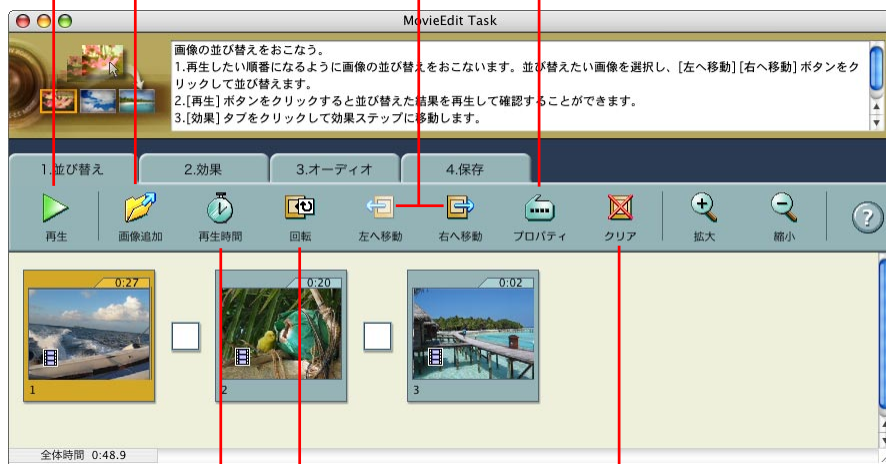 MovieEdit Task
画像の並び替えをおこなう。
1.再生したい順番になるように画像の並び替えをおこないます。並び替えたい画像を選択し、[左へ移動] [右へ移動] ボタンをク
リックして並び替えます。
2.[再生] ボタンをクリックすると並び替えた結果を再生して確認することができます。
3.[効果] タブをクリックして効果ステップに移動します。
1.並び替え 2.効果 3.オーディオ 4.保存
再生 画像追加 再生時間 回転 左へ移動 右へ移動 プロパティ クリア 拡大 縮小 ?
0:27 0:20 0:02
1 2 3
全体時間 0:48.9